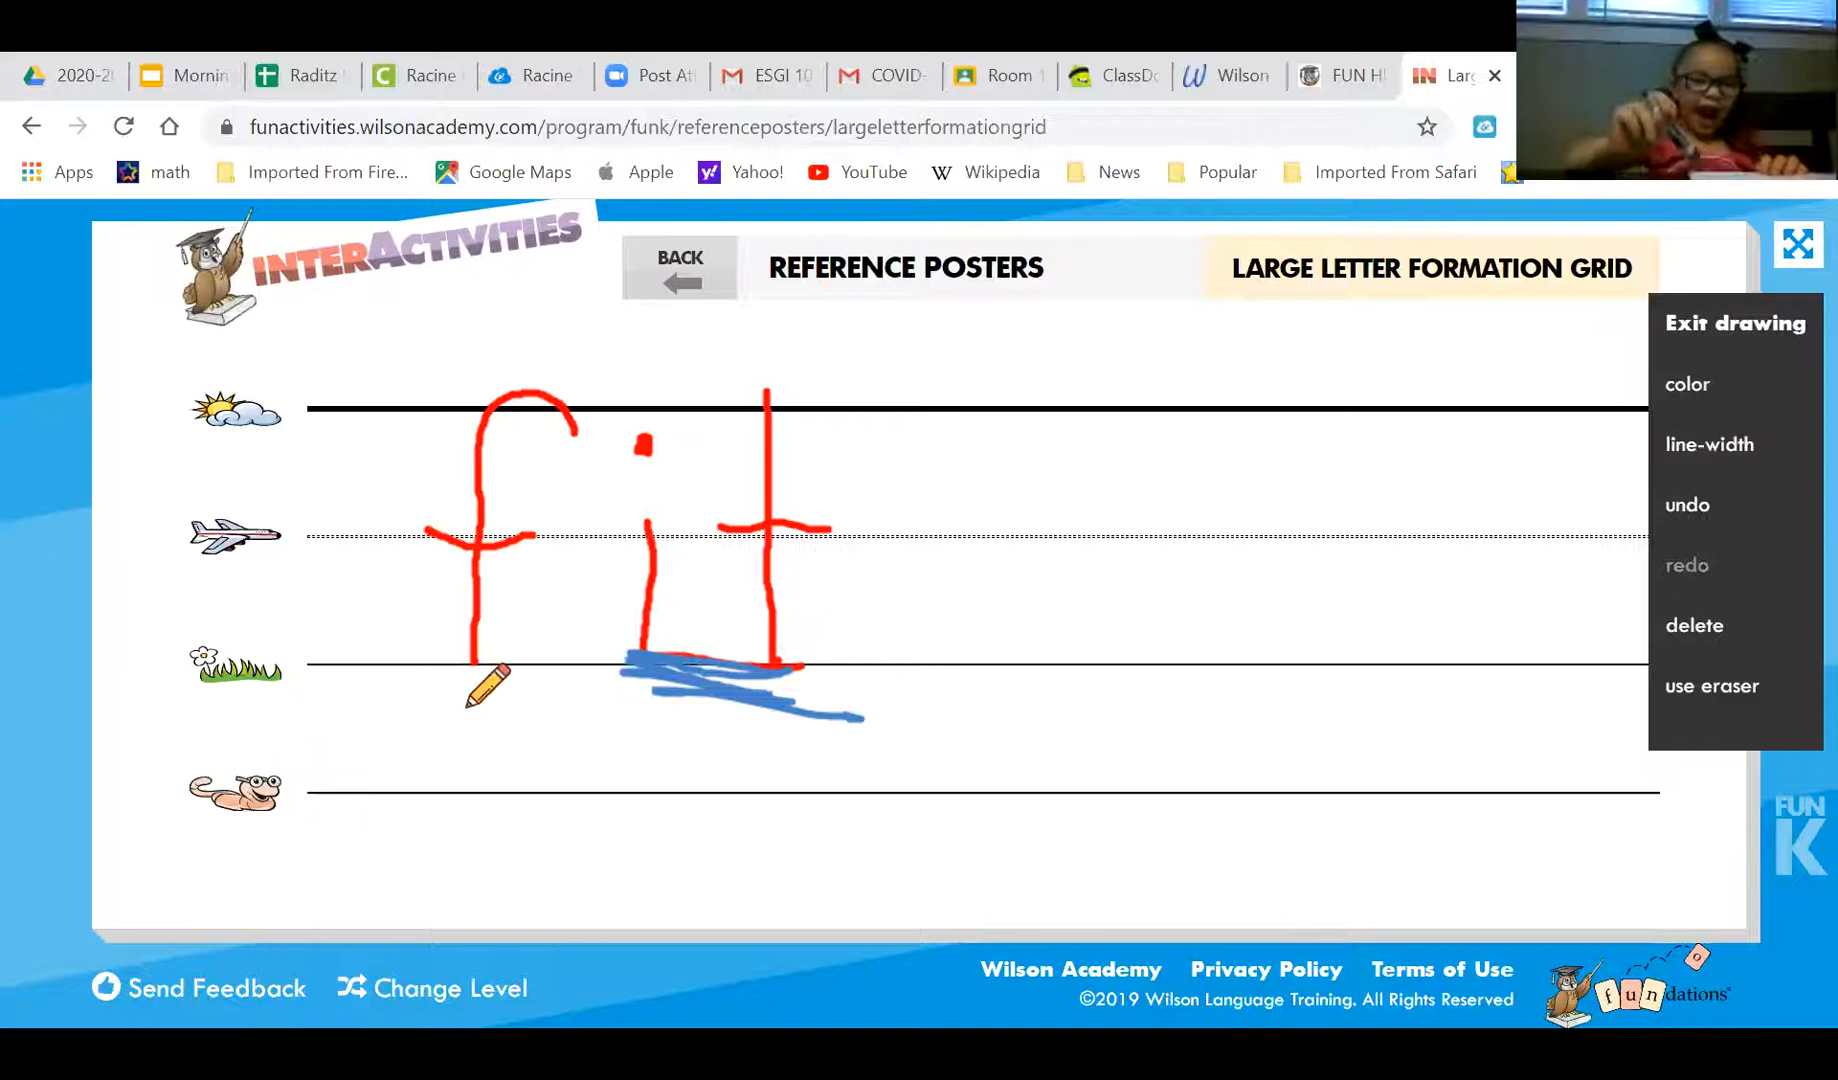 2020-2 Mornin Raditz Racine Racine Post At ESGI 10 COVID- Room 1 ClassDo Wilson FUN H Larg
funactivities.wilsonacademy.com/program/funk/referenceposters/largeletterformationgrid
Apps math Imported From Fire... Google Maps Apple Yahoo! YouTube Wikipedia News Popular Imported From Safari
INTERACTIVITIES
BACK
REFERENCE POSTERS
LARGE LETTER FORMATION GRID
Exit drawing
color
line-width
undo
redo
delete
use eraser
fit
FUN
K
Send Feedback Change Level
Wilson Academy Privacy Policy Terms of Use
©2019 Wilson Language Training. All Rights Reserved
fundations